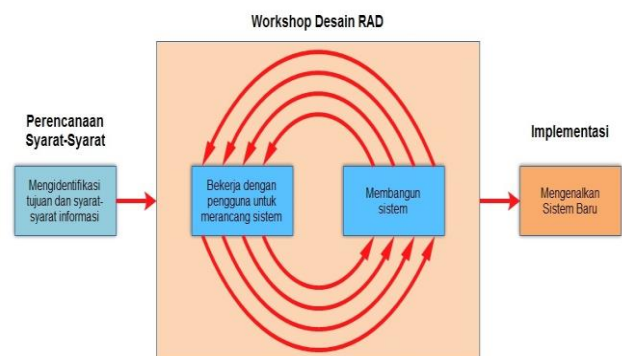 Workshop Desain RAD
Perencanaan
Syarat-Syarat
Mengidentifikasi
tujuan dan syarat-
syarat informasi
Bekerja dengan
pengguna untuk
merancang sistem
Membangun
sistem
Implementasi
Mengenalkan
Sistem Baru